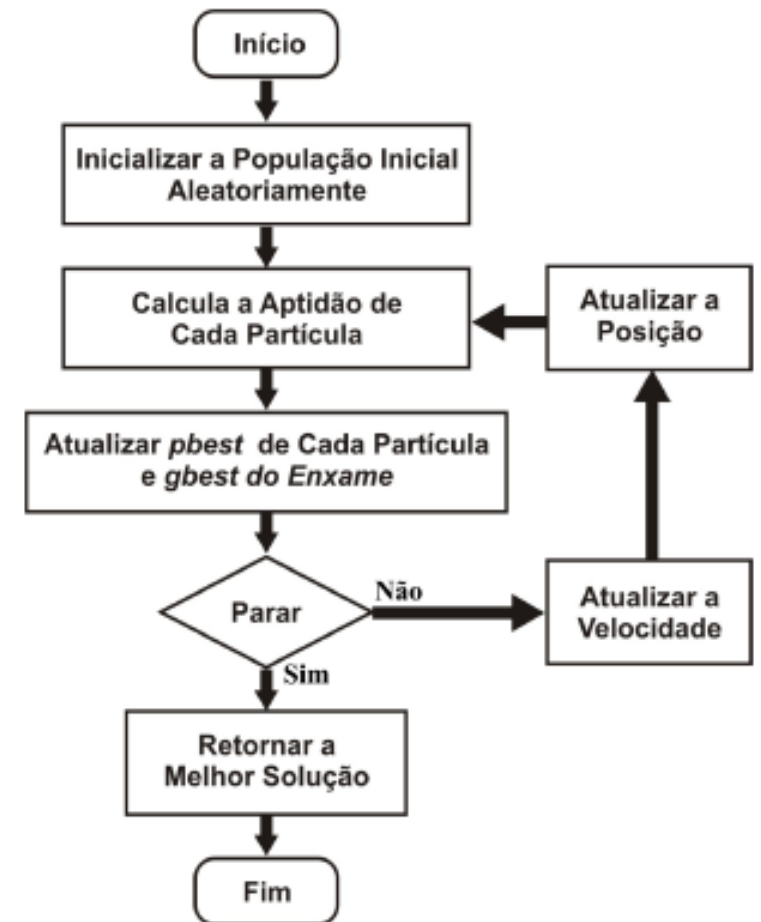 Início
Inicializar a População Inicial
Aleatoriamente
Calcula a Aptidão de
Cada Partícula
Atualizar a
Posição
Atualizar pbest de Cada Partícula
e gbest do Enxame
Parar
Não
Atualizar a
Velocidade
Sim
Retornar a
Melhor Solução
Fim